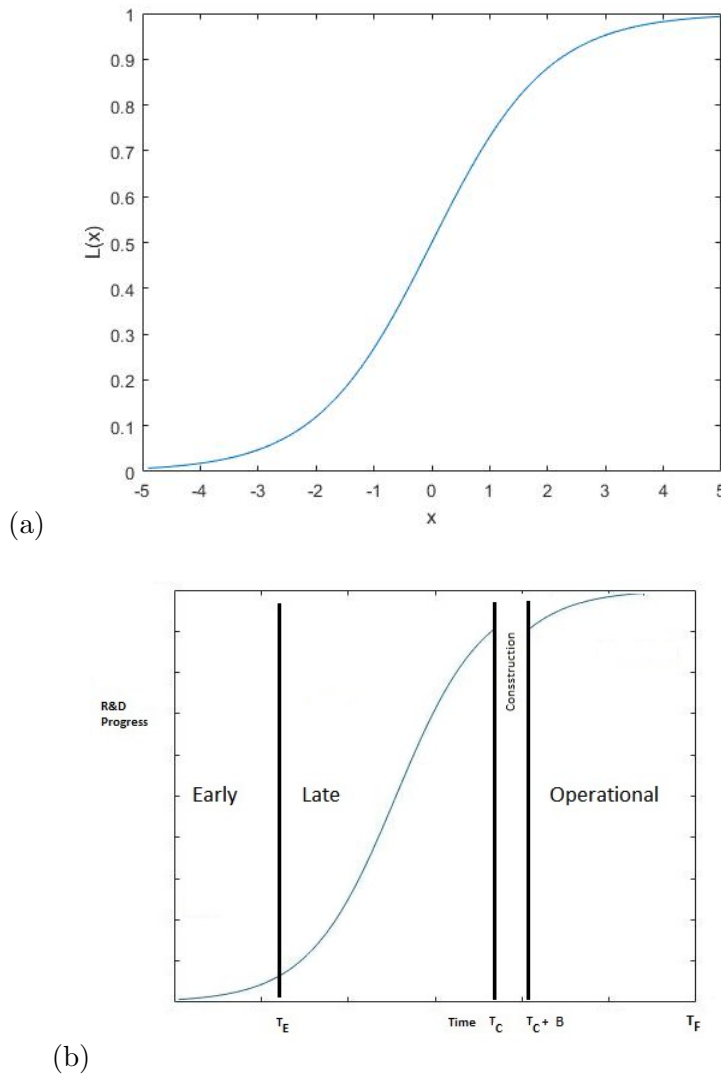 1
0.9
0.8
0.7
0.6
L(x)
0.5
0.4
0.3
0.2
0.1
0
-5 -4 -3 -2 -1 0 1 2 3 4 5
x
(a)
Consstruction
R&D
Progress
Early Late Operational
T_E Time T_C T_C + B T_F
(b)